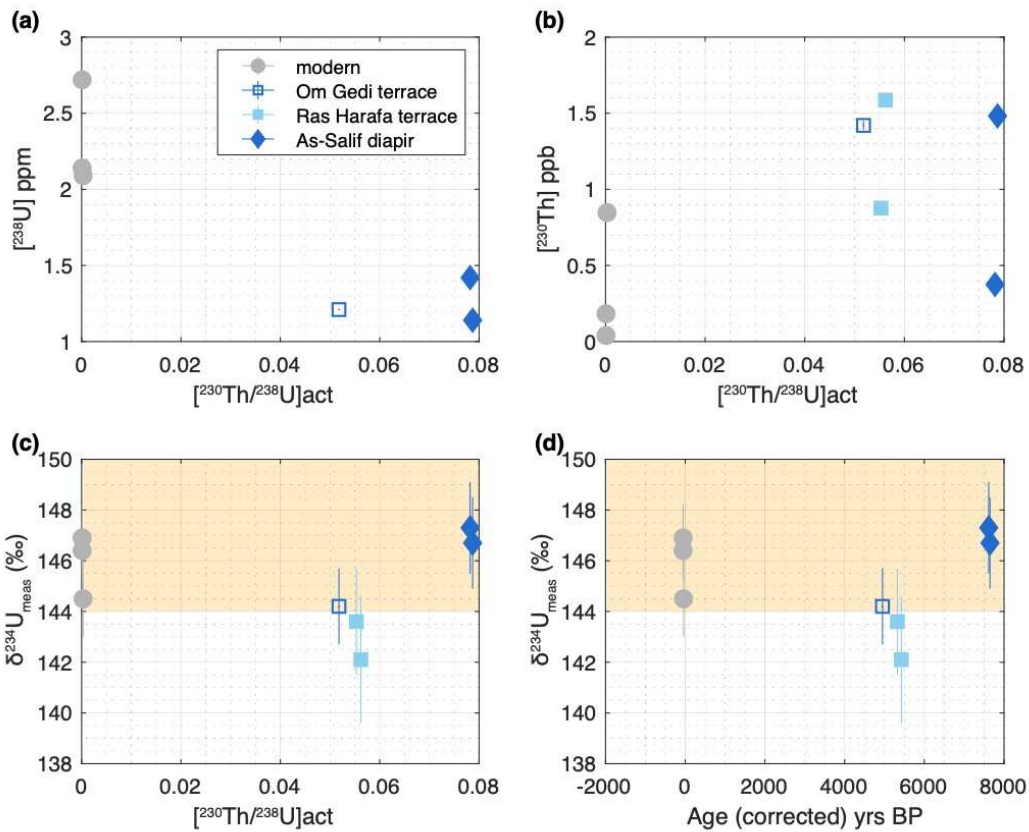 (a)
3
2.5
2
1.5
1
[²³⁸U] ppm
modern
Om Gedi terrace
Ras Harafa terrace
As-Salif diapir
0
0.02
0.04
0.06
0.08
[²³⁰Th/²³⁸U]act
(b)
2
1.5
1
0.5
0
[²³⁰Th] ppb
0
0.02
0.04
0.06
0.08
[²³⁰Th/²³⁸U]act
(c)
150
148
146
144
142
140
138
δ²³⁴U_meas (‰)
0
0.02
0.04
0.06
0.08
[²³⁰Th/²³⁸U]act
(d)
150
148
146
144
142
140
138
δ²³⁴U_meas (‰)
-2000
0
2000
4000
6000
8000
Age (corrected) yrs BP